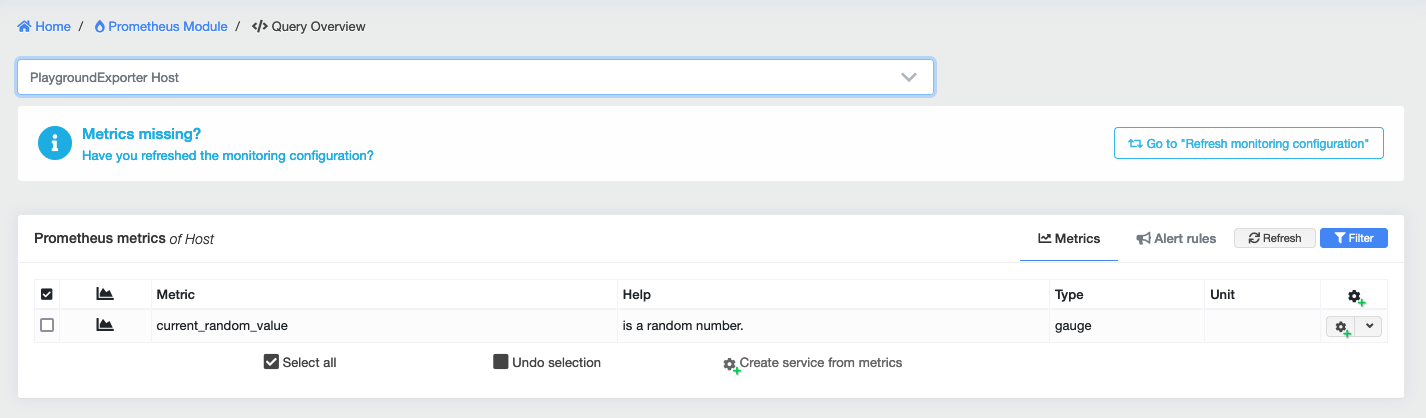 Home / Prometheus Module / Query Overview
PlaygroundExporter Host
Metrics missing?
Have you refreshed the monitoring configuration?
Go to "Refresh monitoring configuration"
Prometheus metrics of Host
Metrics Alert rules Refresh Filter
Metric Help Type Unit
current_random_value is a random number. gauge
Select all Undo selection Create service from metrics